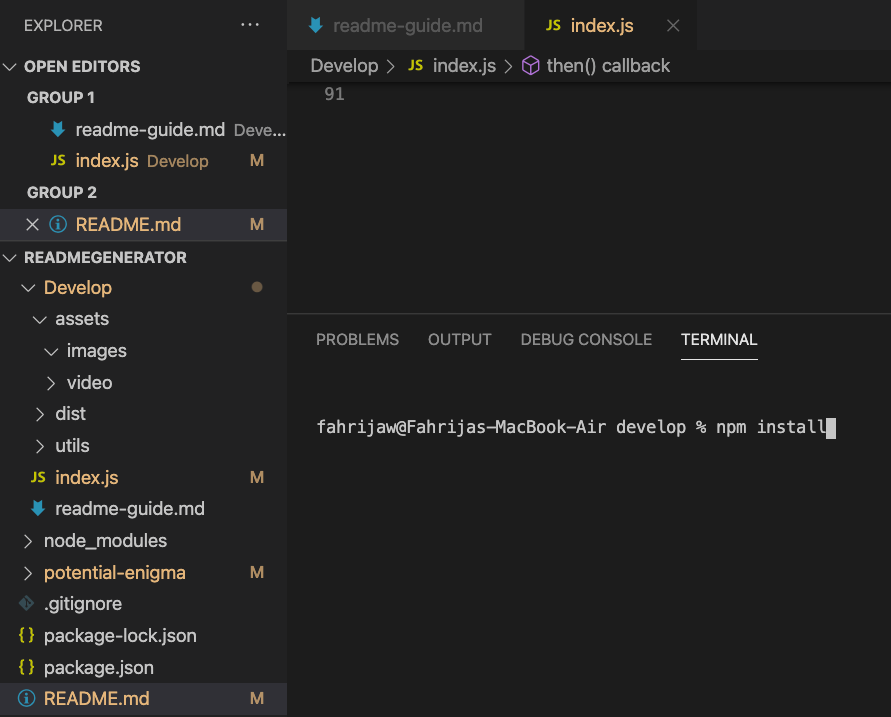 EXPLORER ...
OPEN EDITORS
GROUP 1
readme-guide.md Deve...
JS index.js Develop M
GROUP 2
README.md M
READMEGENERATOR
Develop
assets
images
video
dist
utils
JS index.js M
readme-guide.md
node_modules
potential-enigma M
.gitignore
{} package-lock.json
{} package.json
README.md M
readme-guide.md JS index.js
Develop > JS index.js > then() callback
91
PROBLEMS OUTPUT DEBUG CONSOLE TERMINAL
fahrijaw@Fahrijas-MacBook-Air develop % npm install